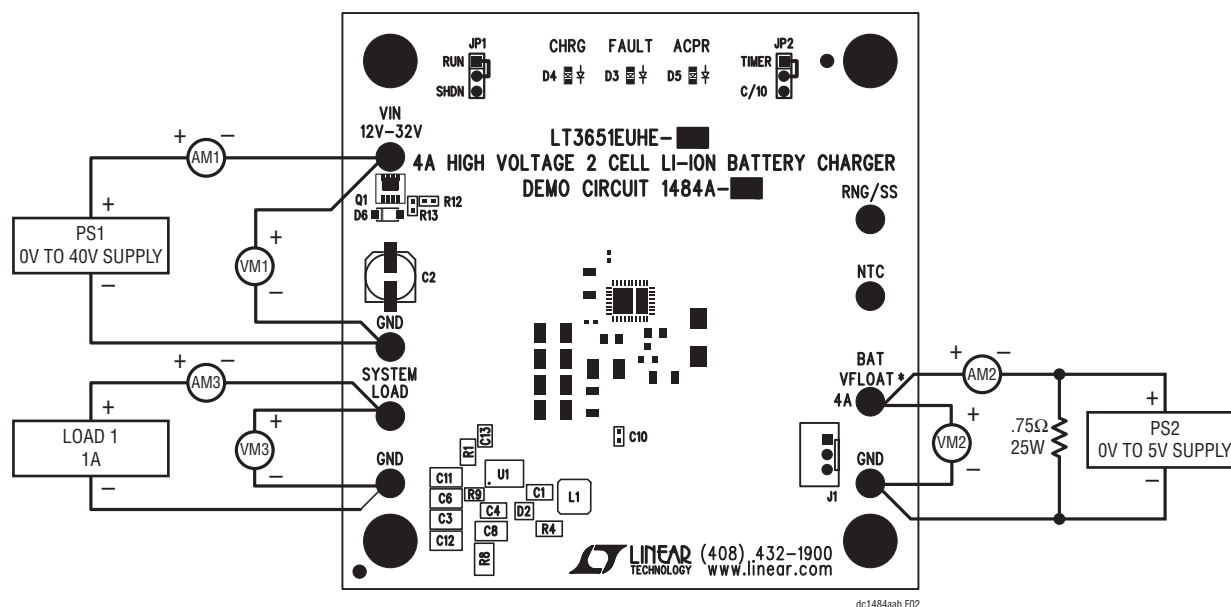 JP1
RUN
SHDN
CHRG FAULT ACPR
D4 D3 D5
JP2
TIMER
C/10
VIN
12V–32V
LT3651EUHE-
4A HIGH VOLTAGE 2 CELL LI-ION BATTERY CHARGER
DEMO CIRCUIT 1484A-
+ AM1 –
+
PS1
0V TO 40V SUPPLY
–
+
VM1
–
Q1
D6
R12
R13
C2
RNG/SS
NTC
GND
SYSTEM
LOAD
+ AM3 –
+
LOAD 1
1A
–
+
VM3
–
GND
BAT
VFLOAT *
4A
+ AM2 –
+
VM2
–
.75Ω
25W
+
PS2
0V TO 5V SUPPLY
–
GND
J1
C10
C13
R1
C11
U1
C6
R9
C1
L1
C3
C4
D2
C12
C8
R4
R8
LINEAR
TECHNOLOGY
(408) 432-1900
www.linear.com
dc1484aab F02